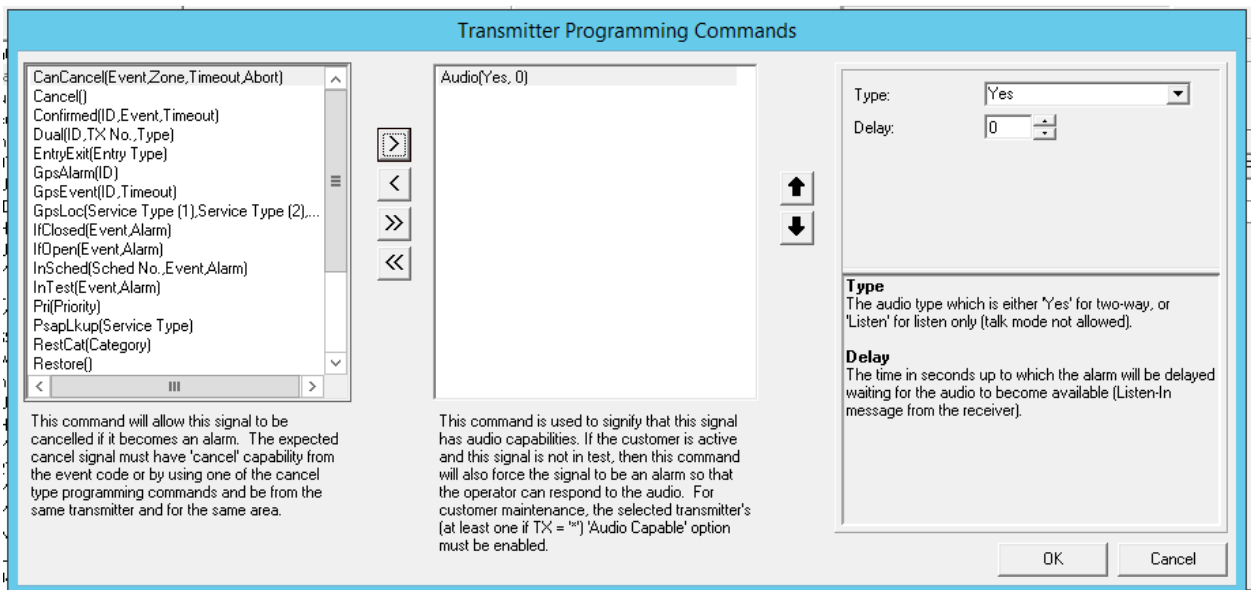 Transmitter Programming Commands
CanCancel(Event,Zone,Timeout,Abort)
Cancel()
Confirmed(ID,Event,Timeout)
Dual(ID,TX No.,Type)
EntryExit(Entry Type)
GpsAlarm(ID)
GpsEvent(ID,Timeout)
GpsLoc(Service Type (1),Service Type (2),...
IfClosed(Event,Alarm)
IfOpen(Event,Alarm)
InSched(Sched No.,Event,Alarm)
InTest(Event,Alarm)
Pri(Priority)
PsapLkup(Service Type)
RestCat(Category)
Restore()
This command will allow this signal to be
cancelled if it becomes an alarm.  The expected
cancel signal must have 'cancel' capability from
the event code or by using one of the cancel
type programming commands and be from the
same transmitter and for the same area.
>
<
>>
<<
Audio(Yes, 0)
This command is used to signify that this signal
has audio capabilities. If the customer is active
and this signal is not in test, then this command
will also force the signal to be an alarm so that
the operator can respond to the audio.  For
customer maintenance, the selected transmitter's
(at least one if TX = '*') 'Audio Capable' option
must be enabled.
Type: Yes
Delay: 0
Type
The audio type which is either 'Yes' for two-way, or
'Listen' for listen only (talk mode not allowed).
Delay
The time in seconds up to which the alarm will be delayed
waiting for the audio to become available (Listen-In
message from the receiver).
OK Cancel